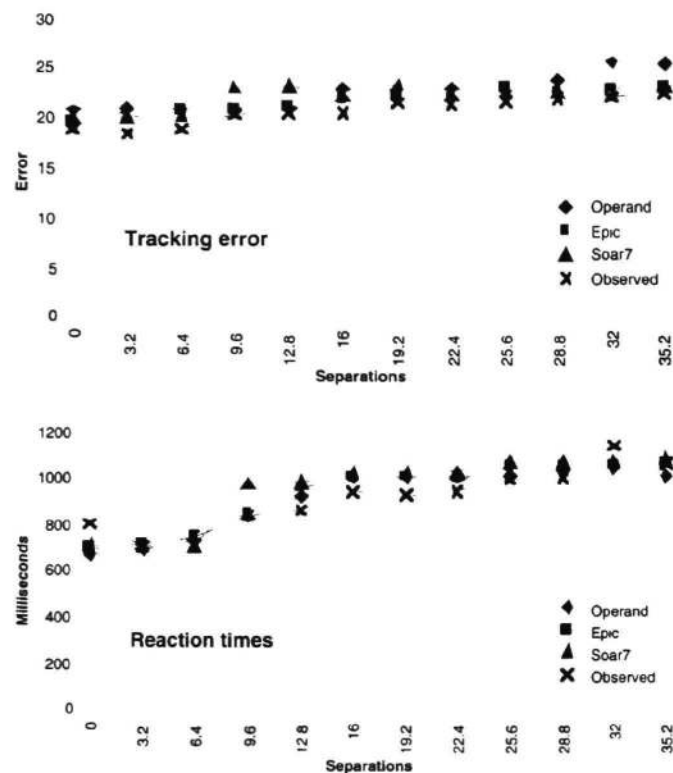 30
25
20
15
10
5
0
Error
Tracking error
Operand
Epic
Soar7
Observed
0 3.2 6.4 9.6 12.8 16 19.2 22.4 25.6 28.8 32 35.2
Separations
1200
1000
800
600
400
200
0
Milliseconds
Reaction times
Operand
Epic
Soar7
Observed
0 3.2 6.4 9.6 12.8 16 19.2 22.4 25.6 28.8 32 35.2
Separations